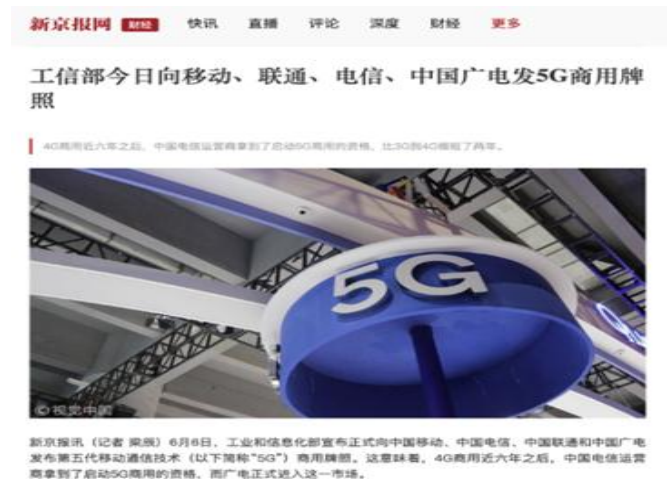 新京报网 财经 快讯 直播 评论 深度 财经 更多
工信部今日向移动、联通、电信、中国广电发5G商用牌
照
4G商用近六年之后，中国电信运营商拿到了启动5G商用的资格，比3G到4G缩短了两年。
5G
©视觉中国
新京报讯（记者 梁辰）6月6日，工业和信息化部宣布正式向中国移动、中国电信、中国联通和中国广电
发布第五代移动通信技术（以下简称“5G”）商用牌照。这意味着，4G商用近六年之后，中国电信运营
商拿到了启动5G商用的资格，而广电正式进入这一市场。